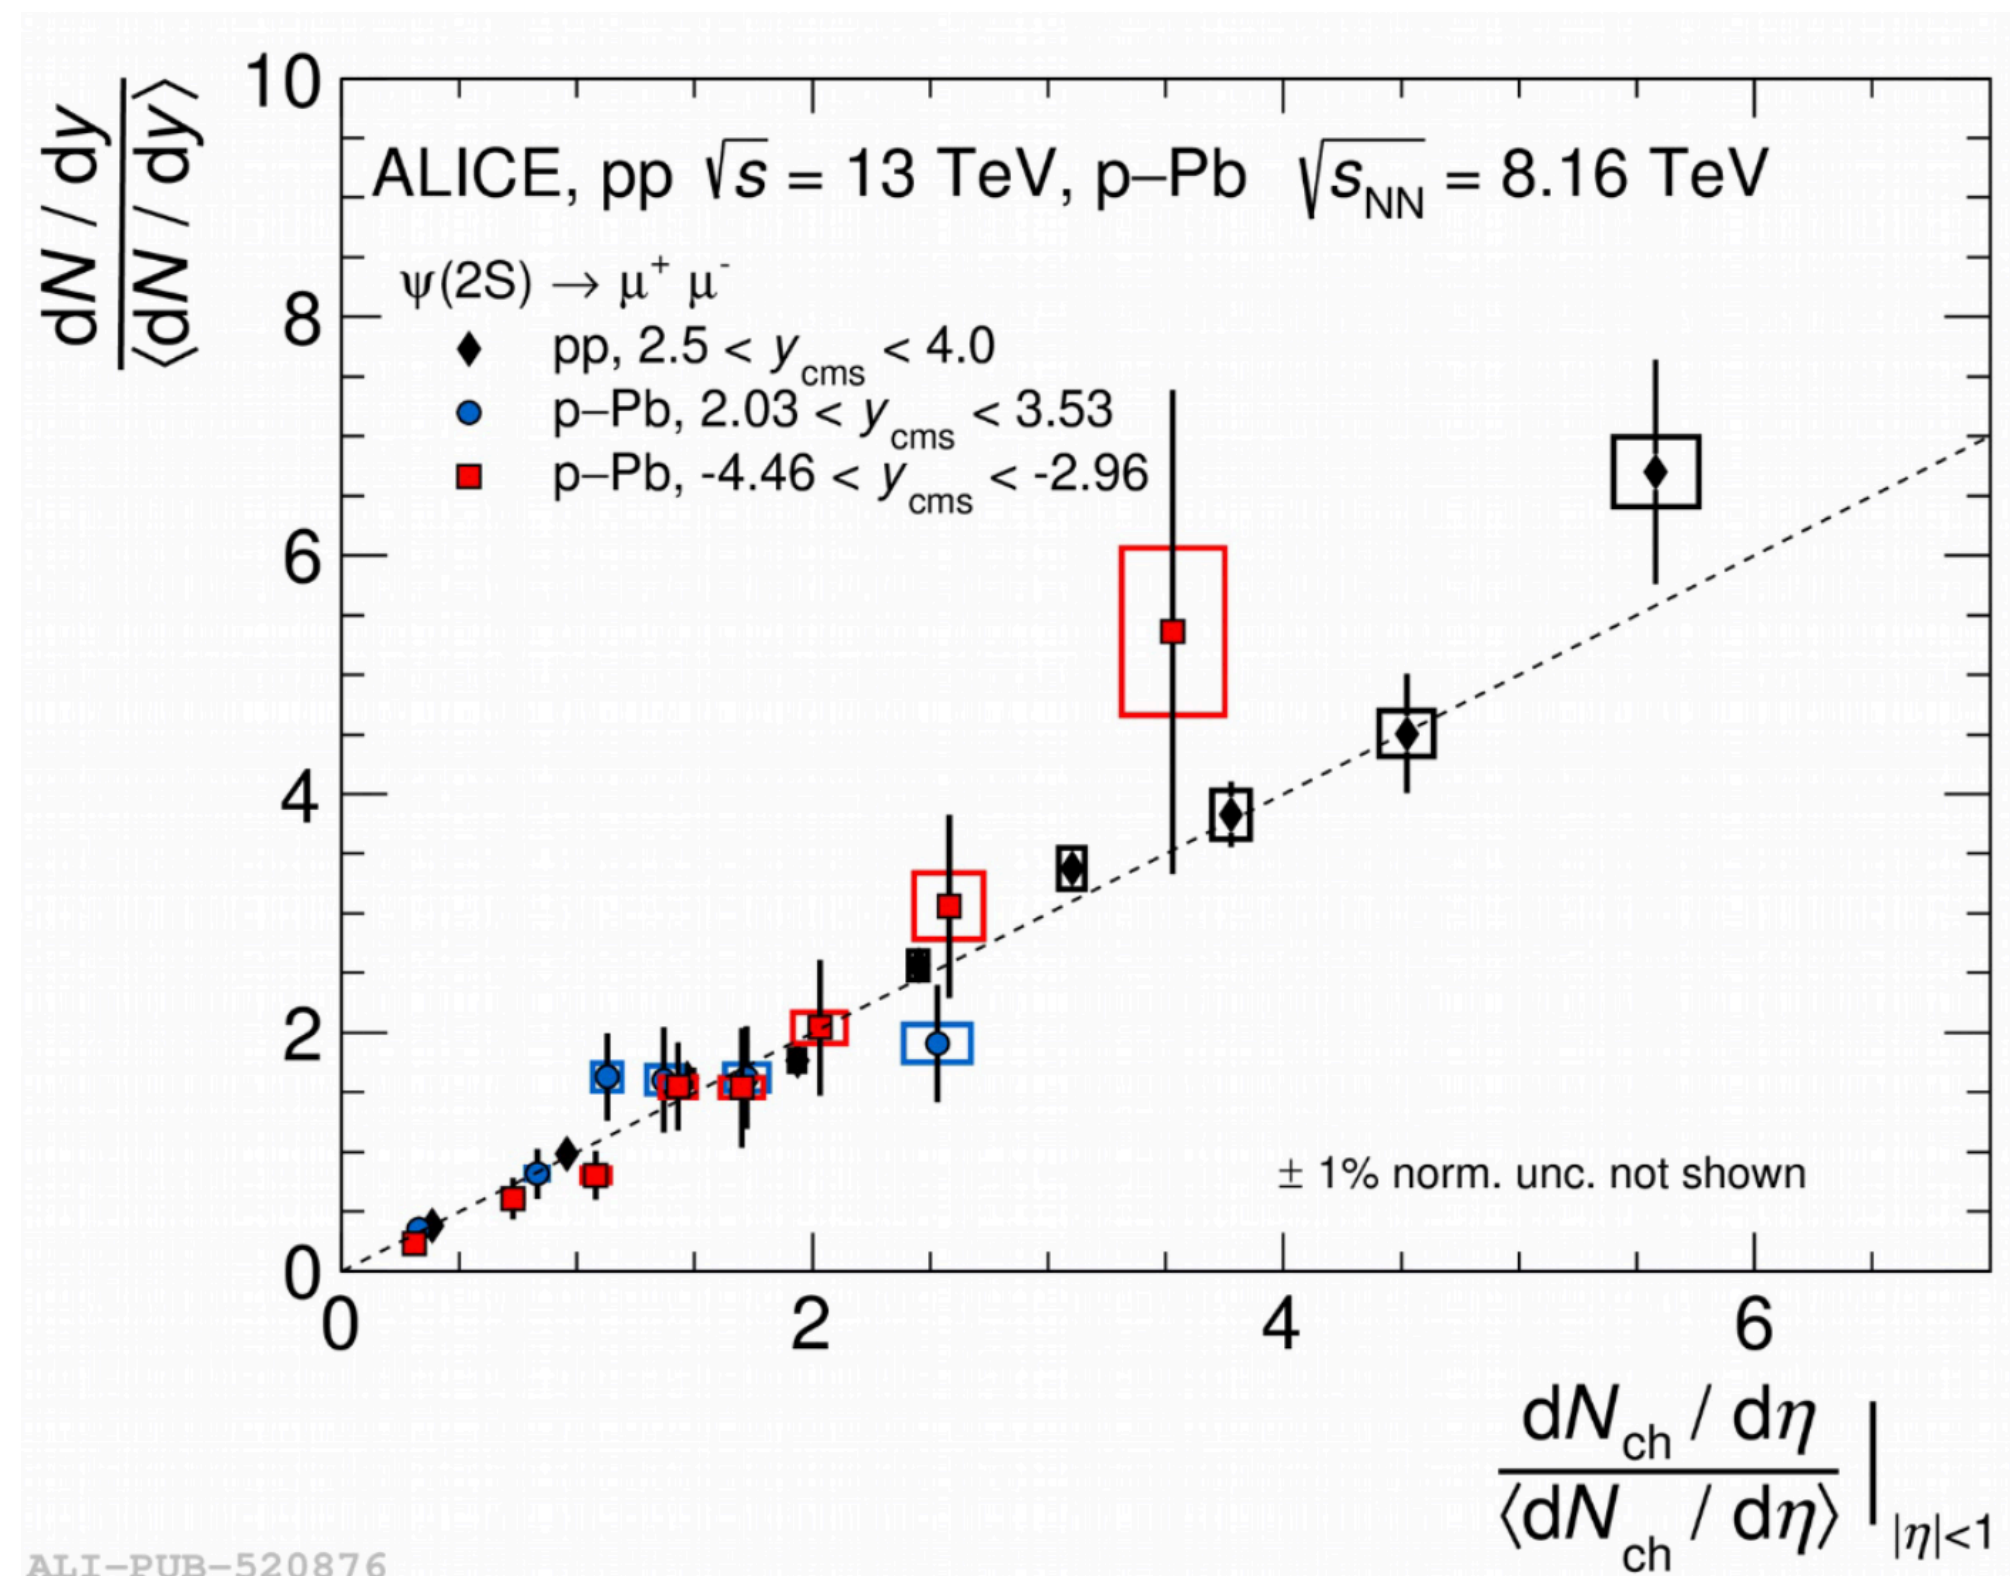 dN / dy
⟨dN / dy⟩
10
8
6
4
2
0
ALICE, pp √s = 13 TeV, p–Pb √sNN = 8.16 TeV
ψ(2S) → μ+ μ-
pp, 2.5 < ycms < 4.0
p–Pb, 2.03 < ycms < 3.53
p–Pb, -4.46 < ycms < -2.96
± 1% norm. unc. not shown
0 2 4 6
dNch / dη
⟨dNch / dη⟩ | |η|<1
ALI-PUB-520876